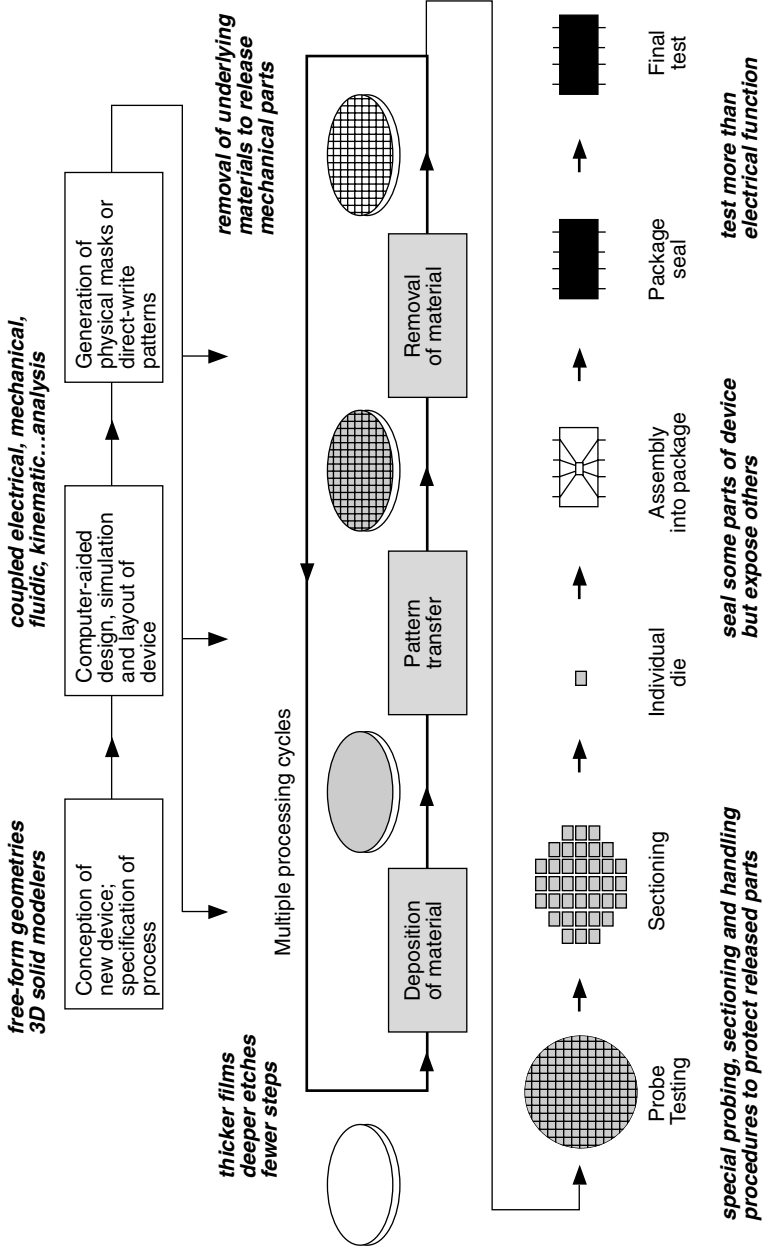 free-form geometries
3D solid modelers
coupled electrical, mechanical,
fluidic, kinematic...analysis
Conception of
new device;
specification of
process
Computer-aided
design, simulation
and layout of
device
Generation of
physical masks or
direct-write
patterns
thicker films
deeper etches
fewer steps
removal of underlying
materials to release
mechanical parts
Multiple processing cycles
Deposition
of material
Pattern
transfer
Removal
of material
Probe
Testing
Sectioning
Individual
die
Assembly
into package
Package
seal
Final
test
special probing, sectioning and handling
procedures to protect released parts
seal some parts of device
but expose others
test more than
electrical function